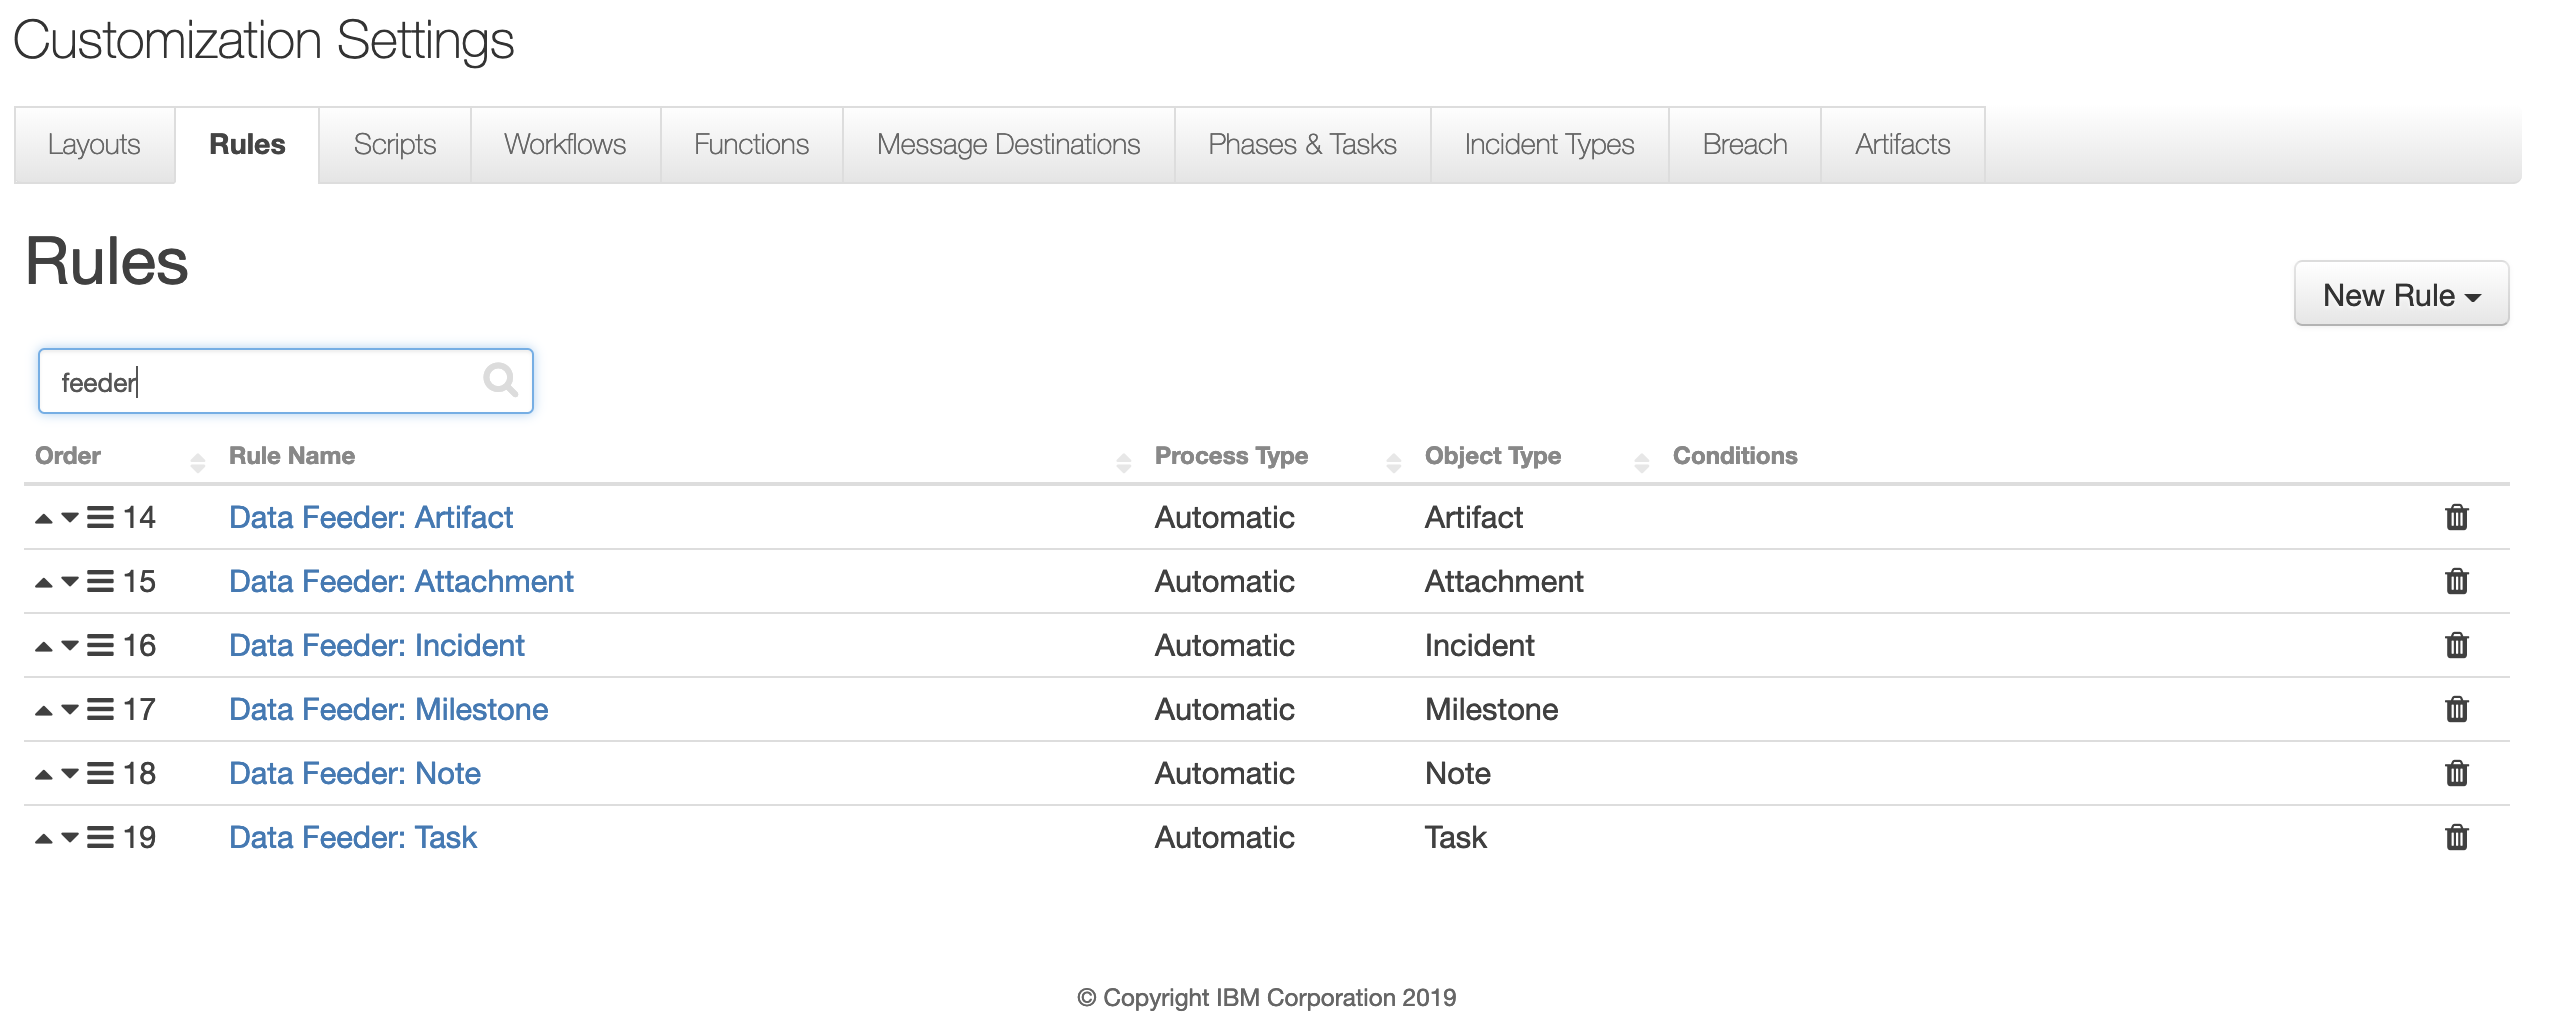 Customization Settings
Layouts Rules Scripts Workflows Functions Message Destinations Phases & Tasks Incident Types Breach Artifacts
Rules
New Rule
feeder
Order Rule Name Process Type Object Type Conditions
14 Data Feeder: Artifact Automatic Artifact
15 Data Feeder: Attachment Automatic Attachment
16 Data Feeder: Incident Automatic Incident
17 Data Feeder: Milestone Automatic Milestone
18 Data Feeder: Note Automatic Note
19 Data Feeder: Task Automatic Task
© Copyright IBM Corporation 2019